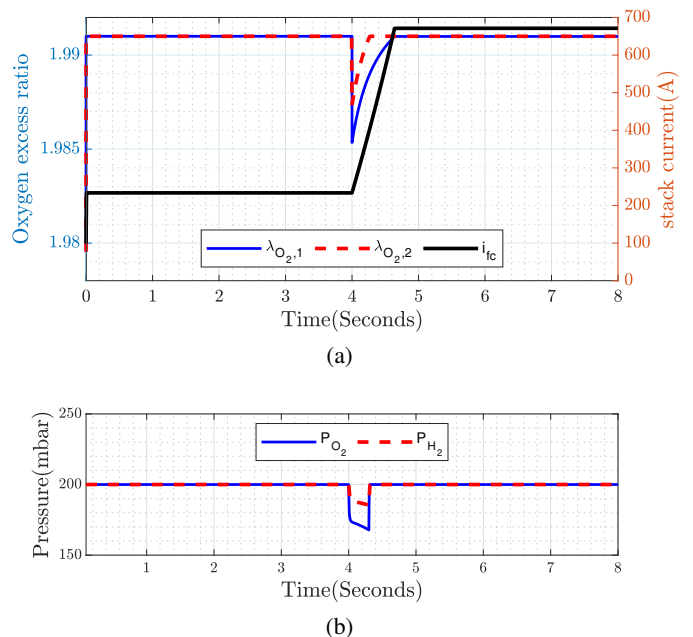 700
600
500
400
300
200
100
0
1.99
1.985
1.98
Oxygen excess ratio
stack current(A)
λO₂,1 λO₂,2 ifc
0 1 2 3 4 5 6 7 8
Time(Seconds)
(a)
250
200
150
Pressure(mbar)
PO₂ PH₂
1 2 3 4 5 6 7 8
Time(Seconds)
(b)